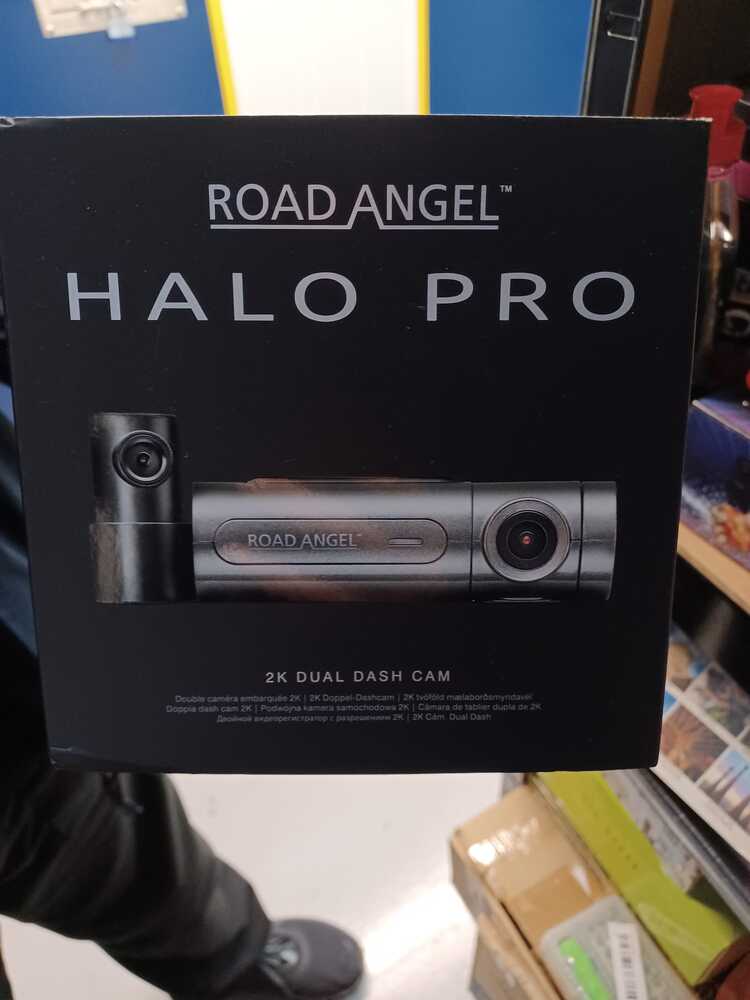 ROAD ANGEL™
HALO PRO
ROAD ANGEL
2K DUAL DASH CAM
Double caméra embarquée 2K | 2K Doppel-Dashcam | 2K tvöföld mælaborðsmyndavél
Doppia dash cam 2K | Podwójna kamera samochodowa 2K | Câmara de tablier dupla de 2K
Двойной видеорегистратор с разрешением 2K | 2K Cám. Dual Dash